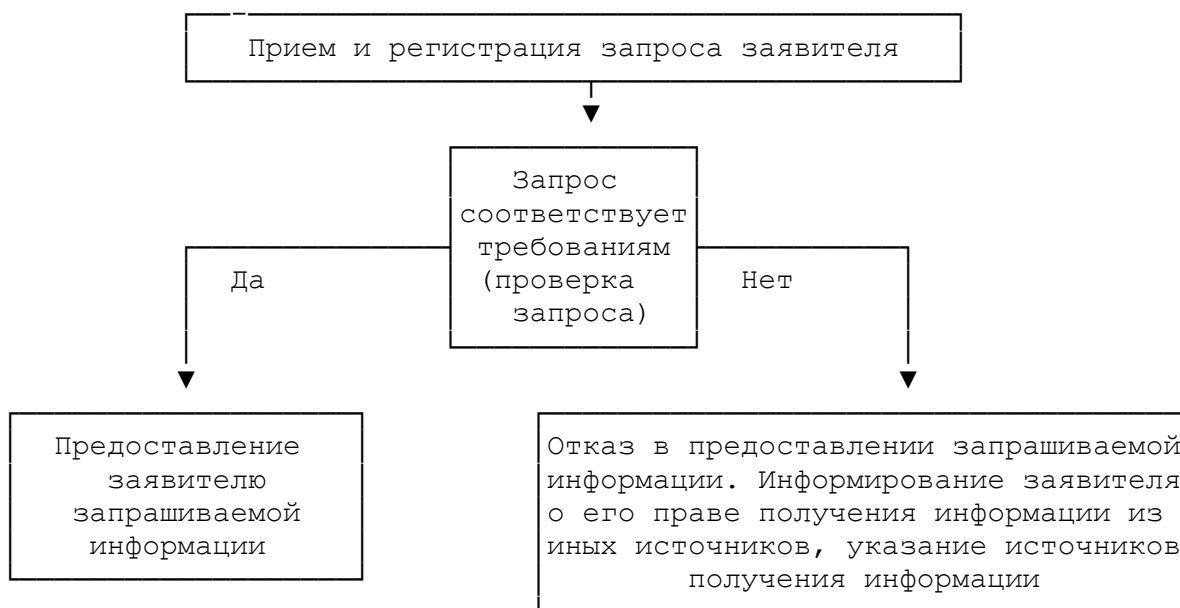 Прием и регистрация запроса заявителя
Запрос
соответствует
требованиям
(проверка
запроса)
Да
Нет
Предоставление
заявителю
запрашиваемой
информации
Отказ в предоставлении запрашиваемой
информации. Информирование заявителя
о его праве получения информации из
иных источников, указание источников
получения информации